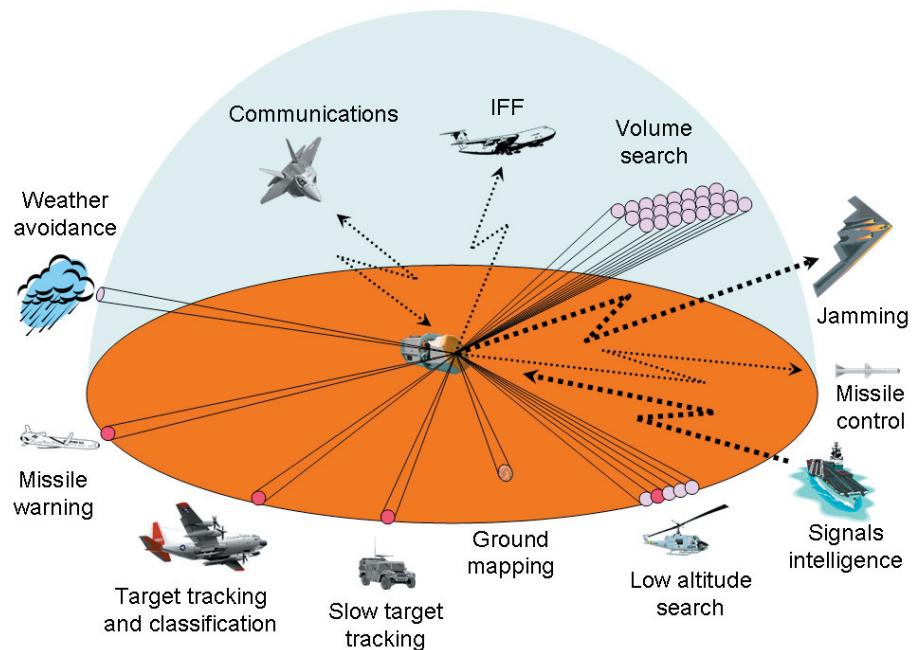 IFF
Communications
Volume
search
Weather
avoidance
Jamming
Missile
control
Missile
warning
Signals
intelligence
Ground
mapping
Low altitude
search
Target tracking
and classification
Slow target
tracking